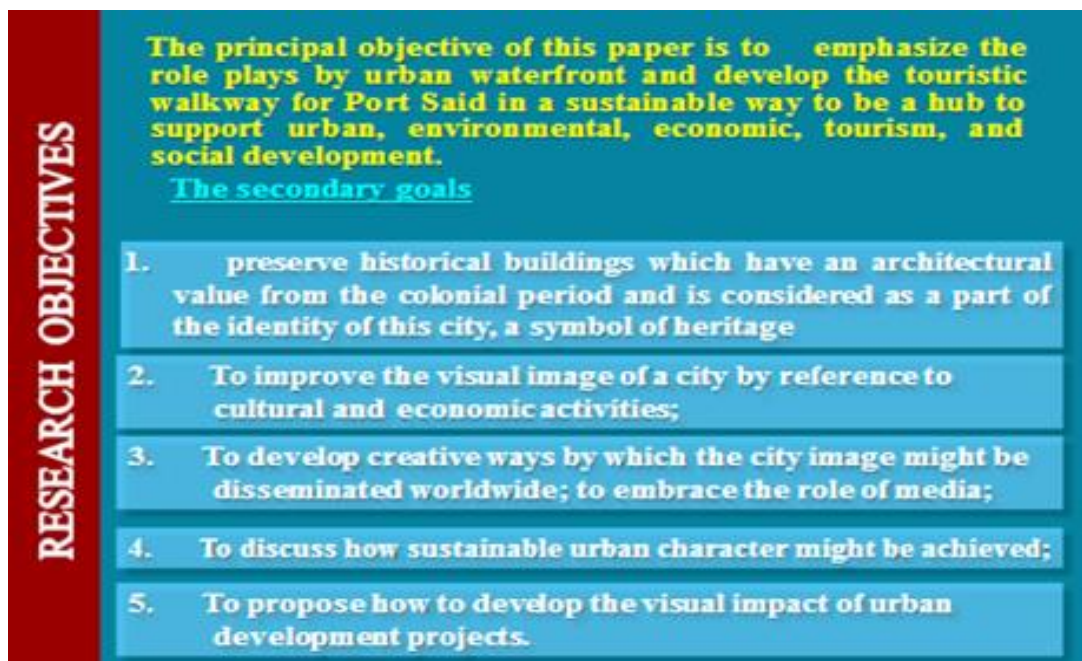 RESEARCH OBJECTIVES
The principal objective of this paper is to emphasize the
role plays by urban waterfront and develop the touristic
walkway for Port Said in a sustainable way to be a hub to
support urban, environmental, economic, tourism, and
social development.
The secondary goals
1. preserve historical buildings which have an architectural
value from the colonial period and is considered as a part of
the identity of this city, a symbol of heritage
2. To improve the visual image of a city by reference to
cultural and economic activities;
3. To develop creative ways by which the city image might be
disseminated worldwide; to embrace the role of media;
4. To discuss how sustainable urban character might be achieved;
5. To propose how to develop the visual impact of urban
development projects.